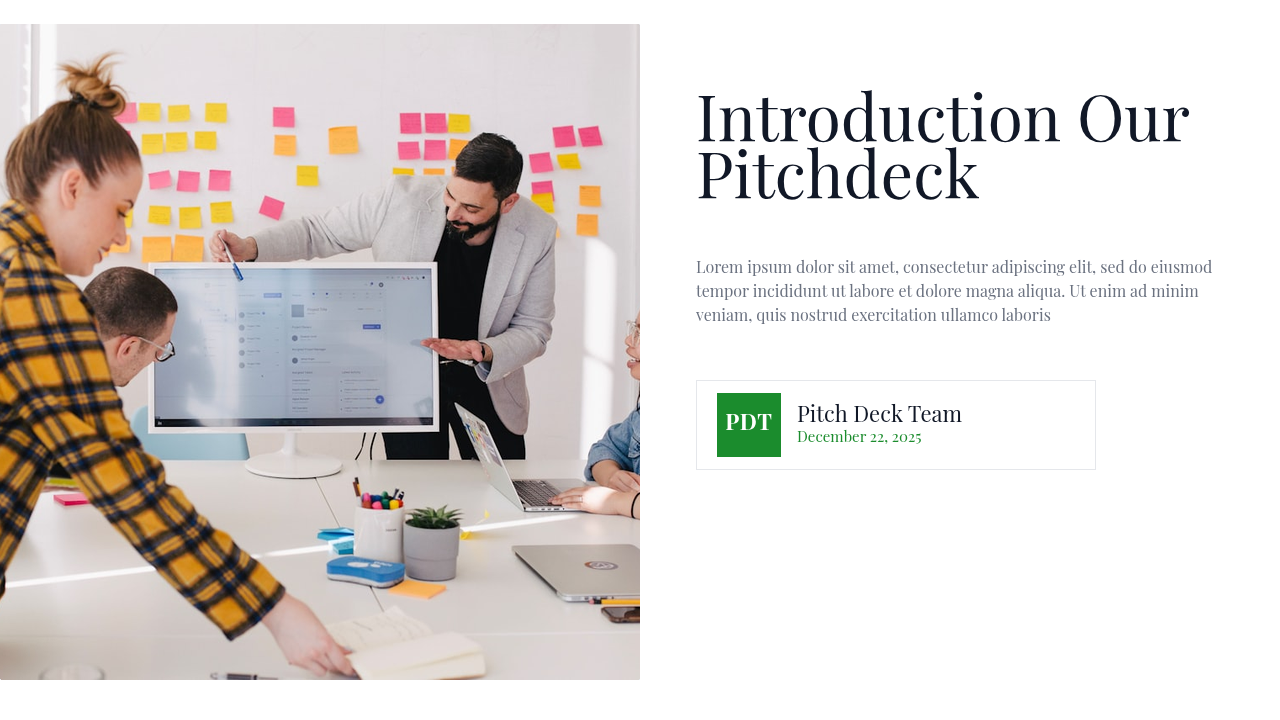 Introduction Our
Pitchdeck
Lorem ipsum dolor sit amet, consectetur adipiscing elit, sed do eiusmod
tempor incididunt ut labore et dolore magna aliqua. Ut enim ad minim
veniam, quis nostrud exercitation ullamco laboris
PDT
Pitch Deck Team
December 22, 2025